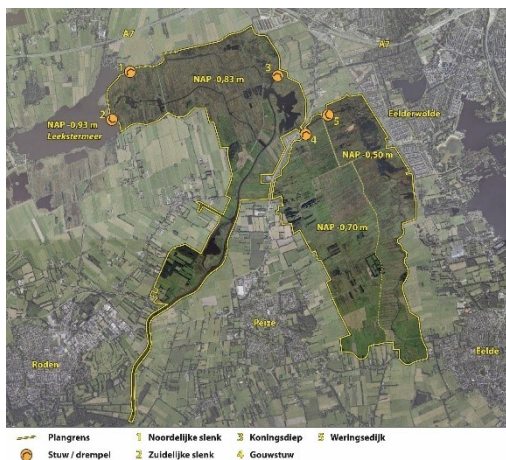 A7
A7
1
3
NAP -0,83 m
2
NAP -0,93 m
Leekstermeer
5
Eelderwolde
4
NAP -0,50 m
NAP -0,70 m
Roden
Peize
Eelde
Plangrens 1 Noordelijke slenk 3 Koningsdiep 5 Weringsedijk
Stuw / drempel 2 Zuidelijke slenk 4 Gouwstuw